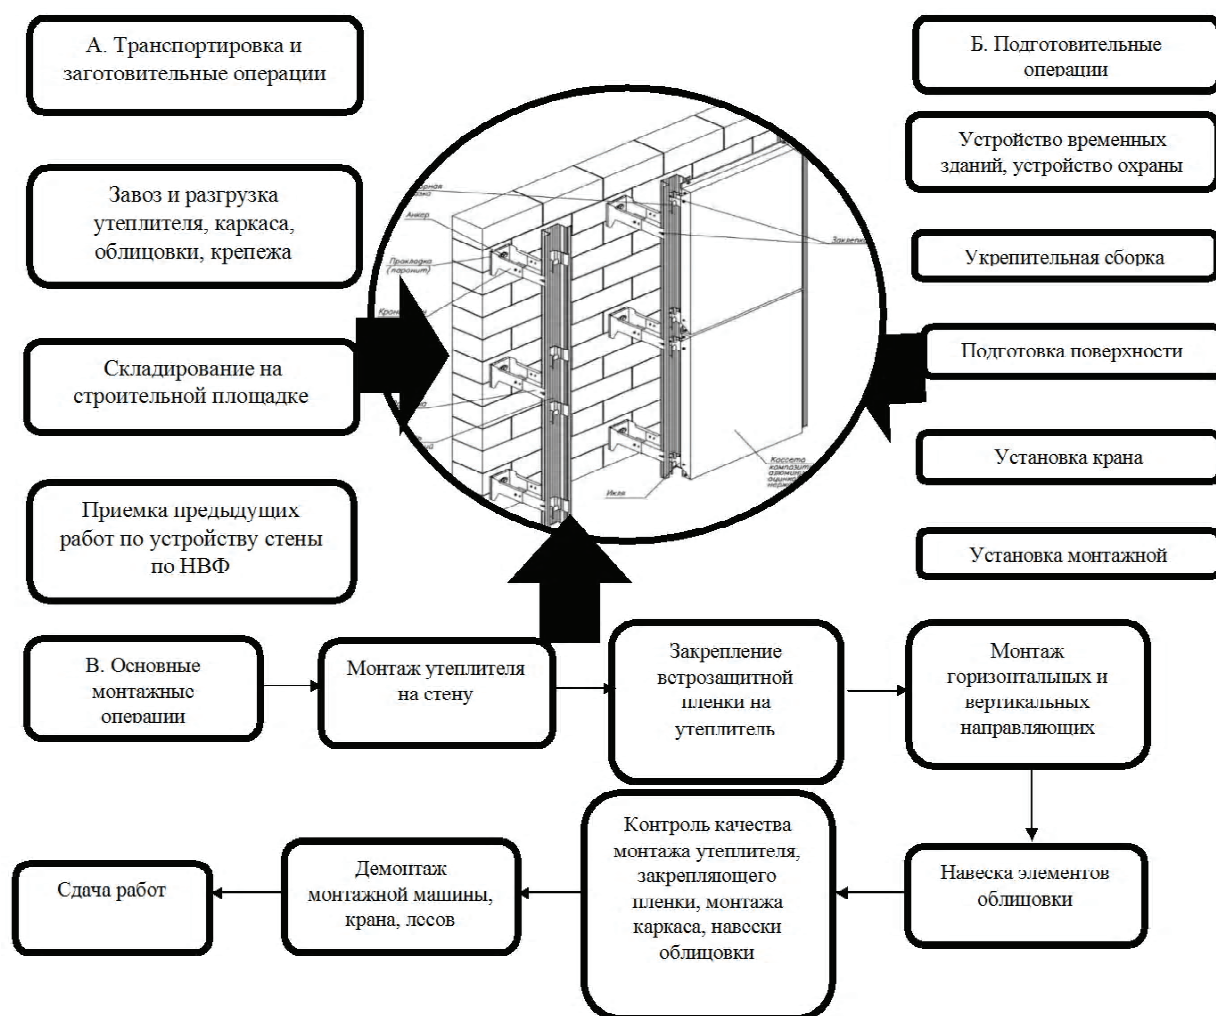 А. Транспортировка и
заготовительные операции
Завоз и разгрузка
утеплителя, каркаса,
облицовки, крепежа
Складирование на
строительной площадке
Приемка предыдущих
работ по устройству стены
по НВФ
Анкер
Прокладка
(паронит)
Заклепка
Икля
Кассета
Б. Подготовительные
операции
Устройство временных
зданий, устройство охраны
Укрепительная сборка
Подготовка поверхности
Установка крана
Установка монтажной
В. Основные
монтажные
операции
Монтаж утеплителя
на стену
Закрепление
встрозащитной
пленки на
утеплитель
Монтаж
горизонтальных и
вертикальных
направляющих
Навеска элементов
облицовки
Контроль качества
монтажа утеплителя,
закрепляющего
пленки, монтажа
каркаса, навески
облицовки
Демонтаж
монтажной машины,
крана, лесов
Сдача работ